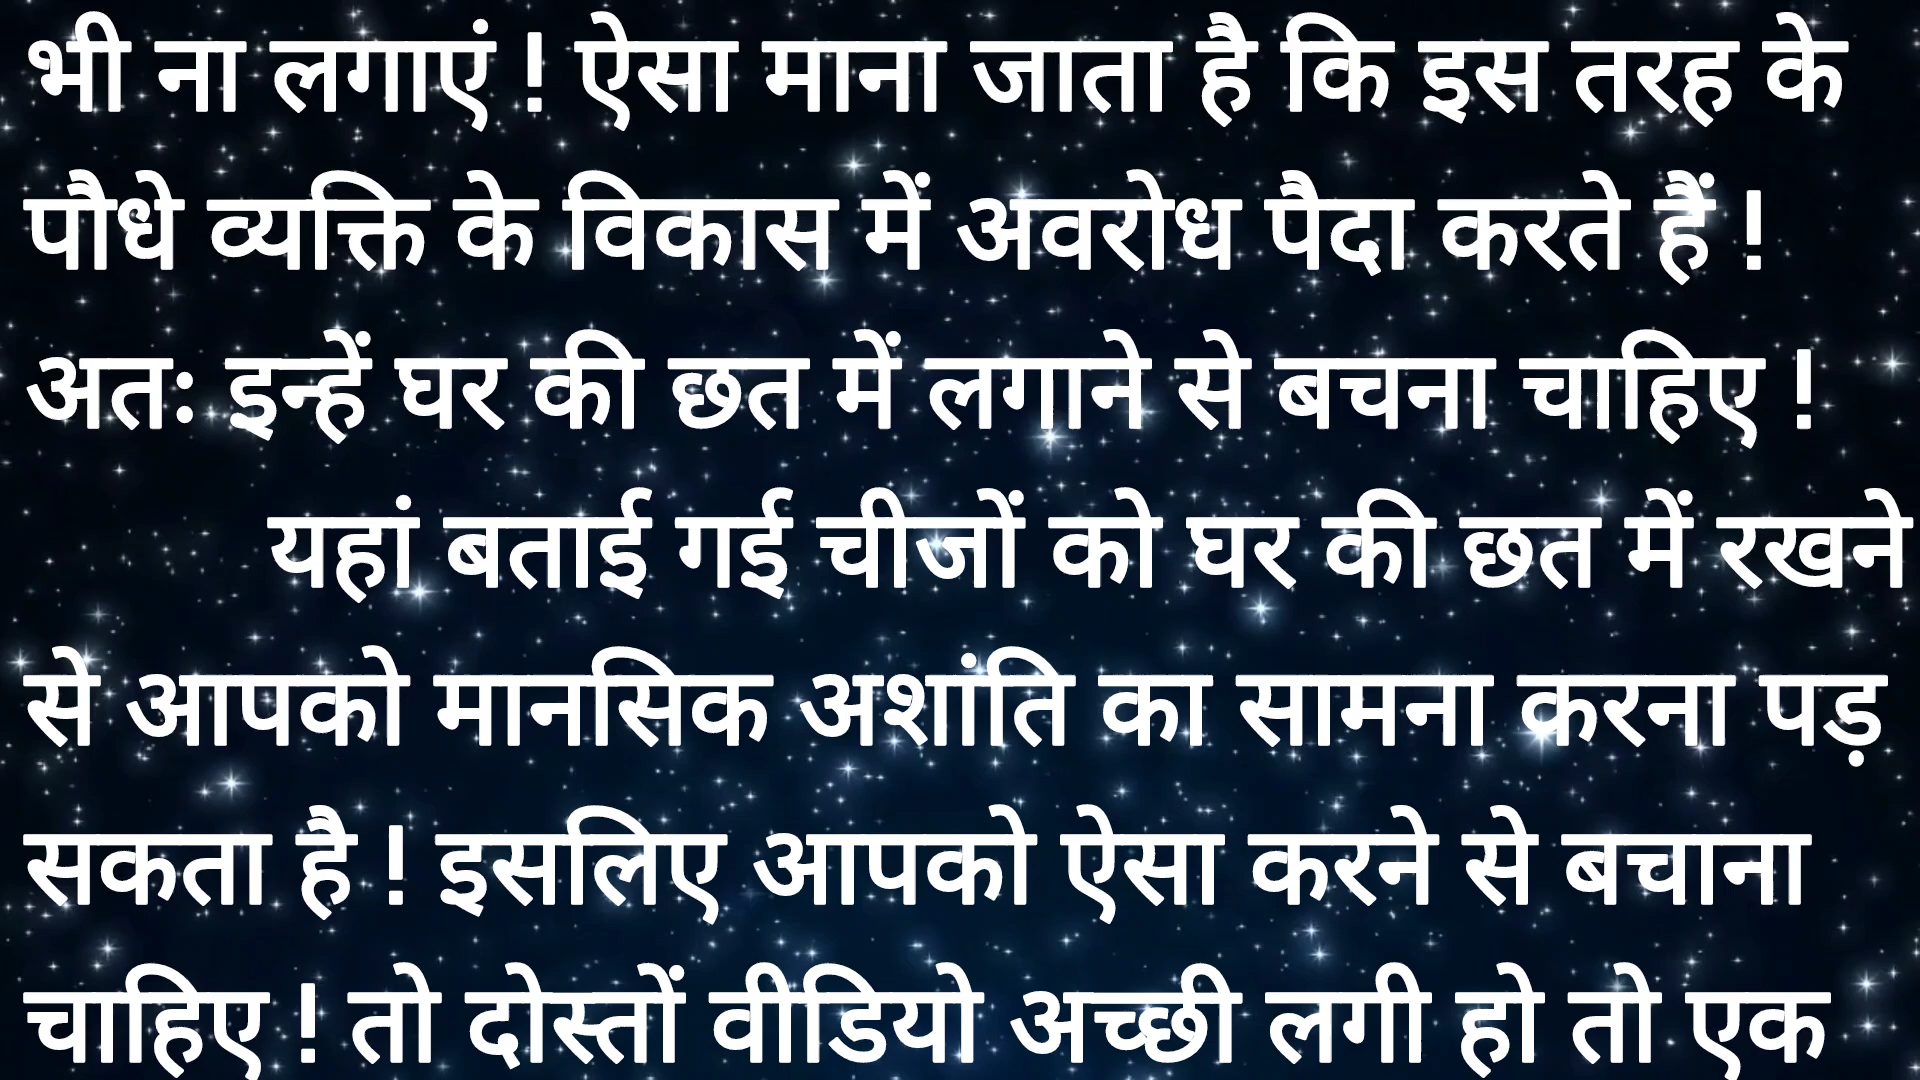 भी ना लगाएं ! ऐसा माना जाता है कि इस तरह के
पौधे व्यक्ति के विकास में अवरोध पैदा करते हैं !
अतः इन्हें घर की छत में लगाने से बचना चाहिए !
यहां बताई गई चीजों को घर की छत में रखने
से आपको मानसिक अशांति का सामना करना पड़
सकता है ! इसलिए आपको ऐसा करने से बचाना
चाहिए ! तो दोस्तों वीडियो अच्छी लगी हो तो एक